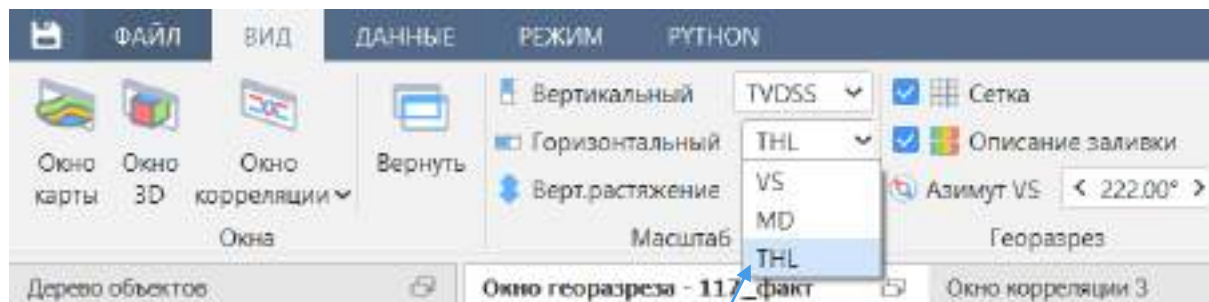 ФАЙЛ ВИД ДАННЫЕ РЕЖИМ PYTHON
Вертикальный TVDSS Сетка
Горизонтальный THL Описание заливки
Окно карты
Окно 3D
Окно корреляции
Вернуть
Верт.растяжение VS Азимут VS < 222.00° >
MD
THL
Окна Масштаб Георазрез
Дерево объектов Окно георазреза - 117_факт Окно корреляции 3